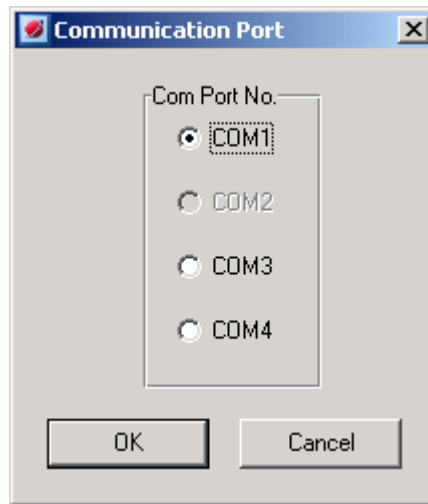 Communication Port
Com Port No.
COM1
COM2
COM3
COM4
OK
Cancel